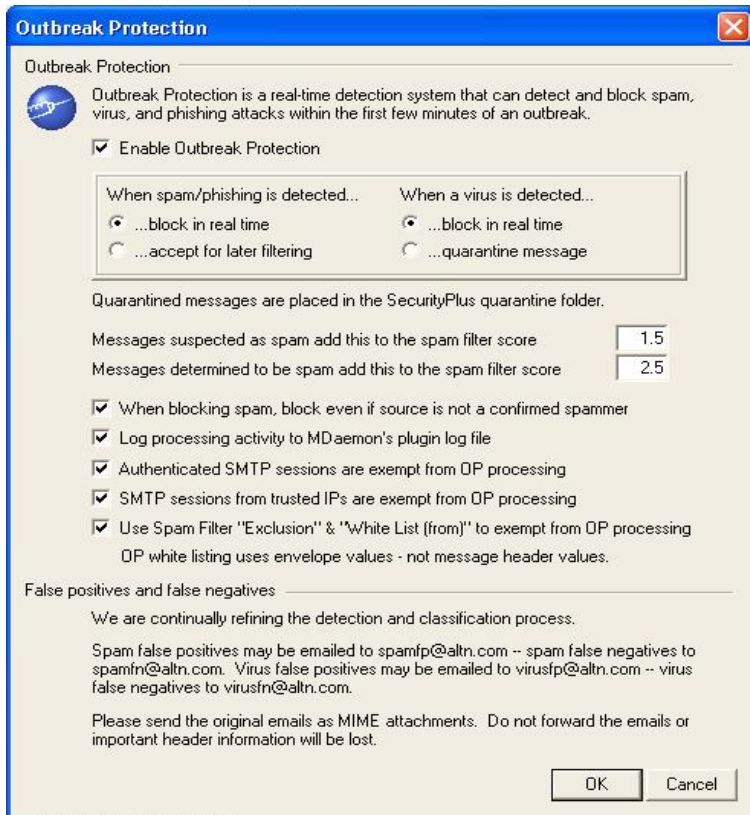 Outbreak Protection
Outbreak Protection
Outbreak Protection is a real-time detection system that can detect and block spam,
virus, and phishing attacks within the first few minutes of an outbreak.
Enable Outbreak Protection
When spam/phishing is detected...
...block in real time
...accept for later filtering
When a virus is detected...
...block in real time
...quarantine message
Quarantined messages are placed in the SecurityPlus quarantine folder.
Messages suspected as spam add this to the spam filter score 1.5
Messages determined to be spam add this to the spam filter score 2.5
When blocking spam, block even if source is not a confirmed spammer
Log processing activity to MDaemon's plugin log file
Authenticated SMTP sessions are exempt from OP processing
SMTP sessions from trusted IPs are exempt from OP processing
Use Spam Filter "Exclusion" & "White List (from)" to exempt from OP processing
OP white listing uses envelope values - not message header values.
False positives and false negatives
We are continually refining the detection and classification process.
Spam false positives may be emailed to spamfp@altn.com -- spam false negatives to
spamfn@altn.com. Virus false positives may be emailed to virusfp@altn.com -- virus
false negatives to virusfn@altn.com.
Please send the original emails as MIME attachments. Do not forward the emails or
important header information will be lost.
OK
Cancel